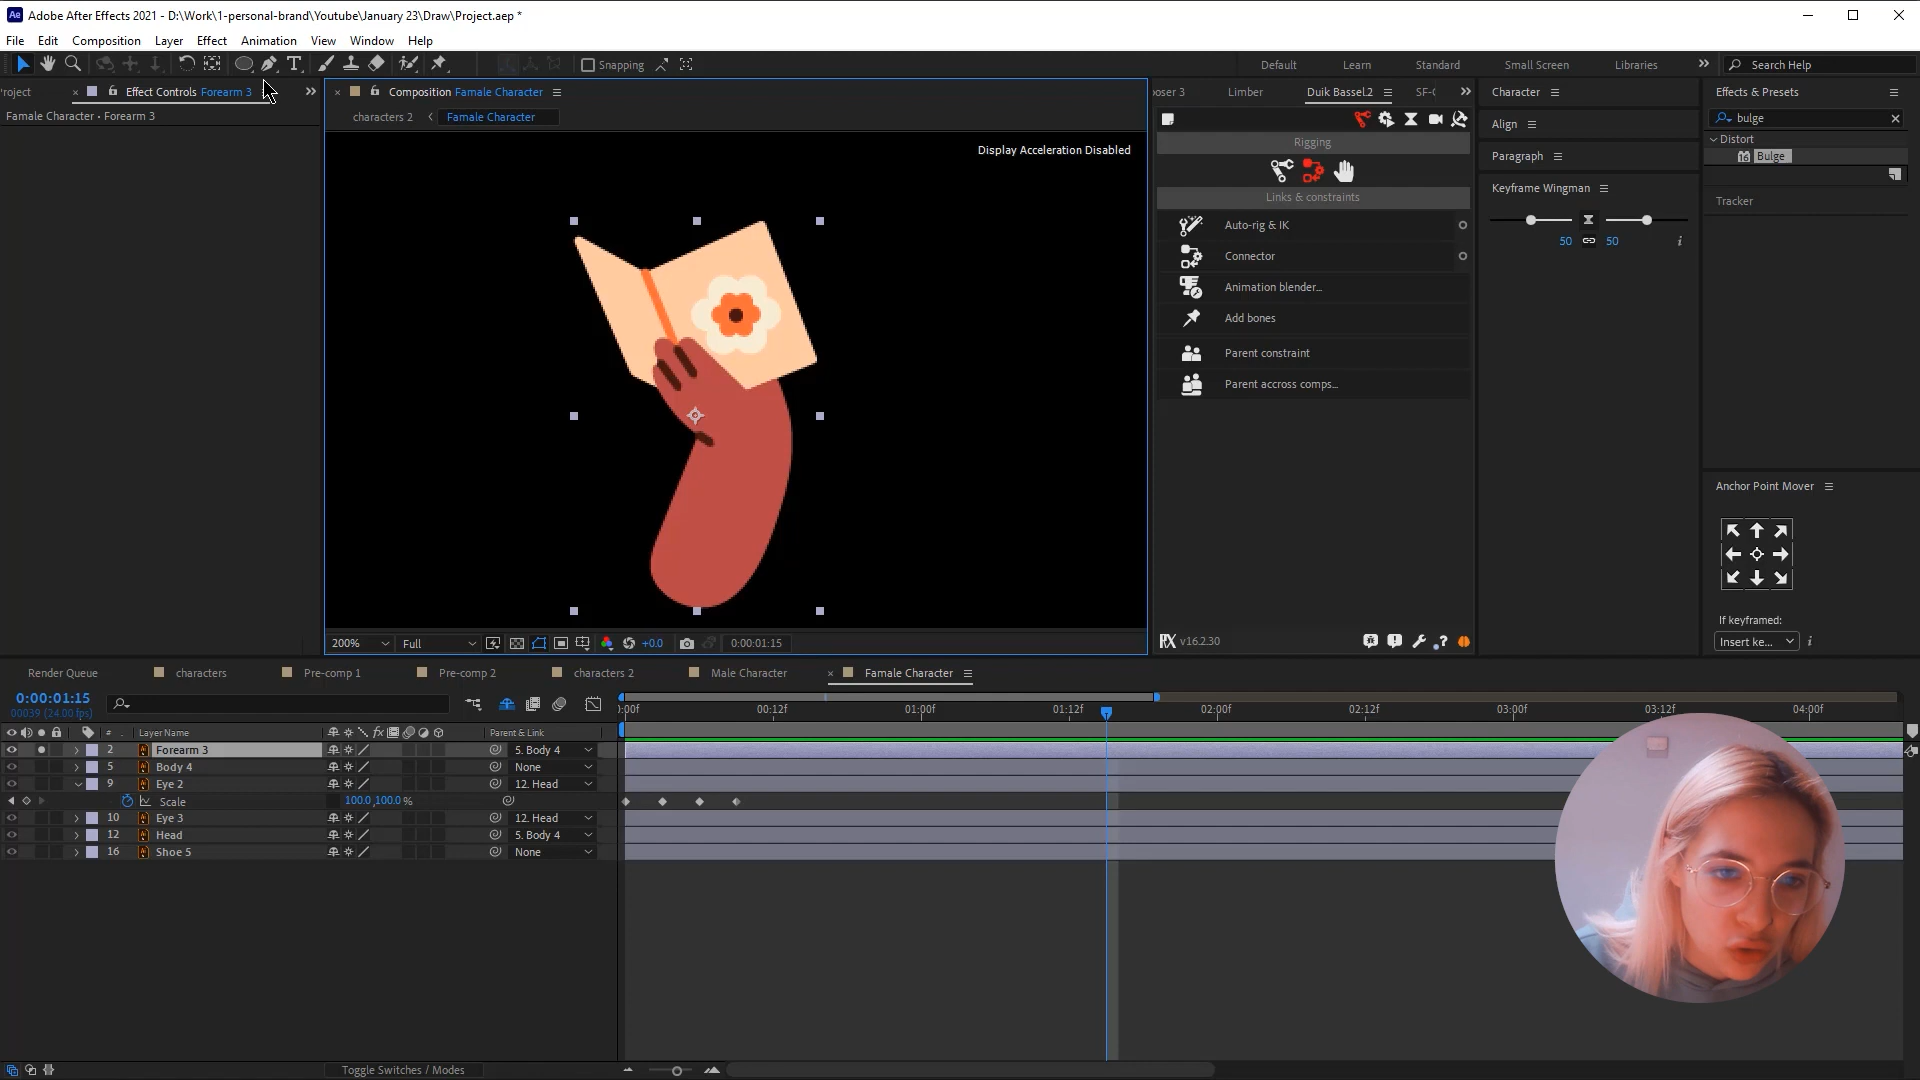 Adobe After Effects 2021 - D:\Work\1-personal-brand\Youtube\January 23\Draw\Project.aep *
File Edit Composition Layer Effect Animation View Window Help
Snapping
Default Learn Standard Small Screen Libraries
Search Help
roject
Effect Controls Forearm 3
Famale Character • Forearm 3
Composition Famale Character
characters 2
Famale Character
Display Acceleration Disabled
200%
Full
+0.0
0:00:01:15
oser 3 Limber Duik Bassel.2 SF-
Rigging
Links & constraints
Auto-rig & IK
Connector
Animation blender...
Add bones
Parent constraint
Parent accross comps...
v16.2.30
Character
Align
Paragraph
Keyframe Wingman
50 50
Effects & Presets
bulge
Distort
Bulge
Tracker
Anchor Point Mover
If keyframed:
Insert ke...
Render Queue characters Pre-comp 1 Pre-comp 2 characters 2 Male Character Famale Character
0:00:01:15
00039 (24.00 fps)
:00f 00:12f 01:00f 01:12f 02:00f 02:12f 03:00f 03:12f 04:00f
# Layer Name fx Parent & Link
2 Forearm 3 5. Body 4
5 Body 4 None
9 Eye 2 12. Head
Scale 100.0,100.0 %
10 Eye 3 12. Head
12 Head 5. Body 4
16 Shoe 5 None
Toggle Switches / Modes